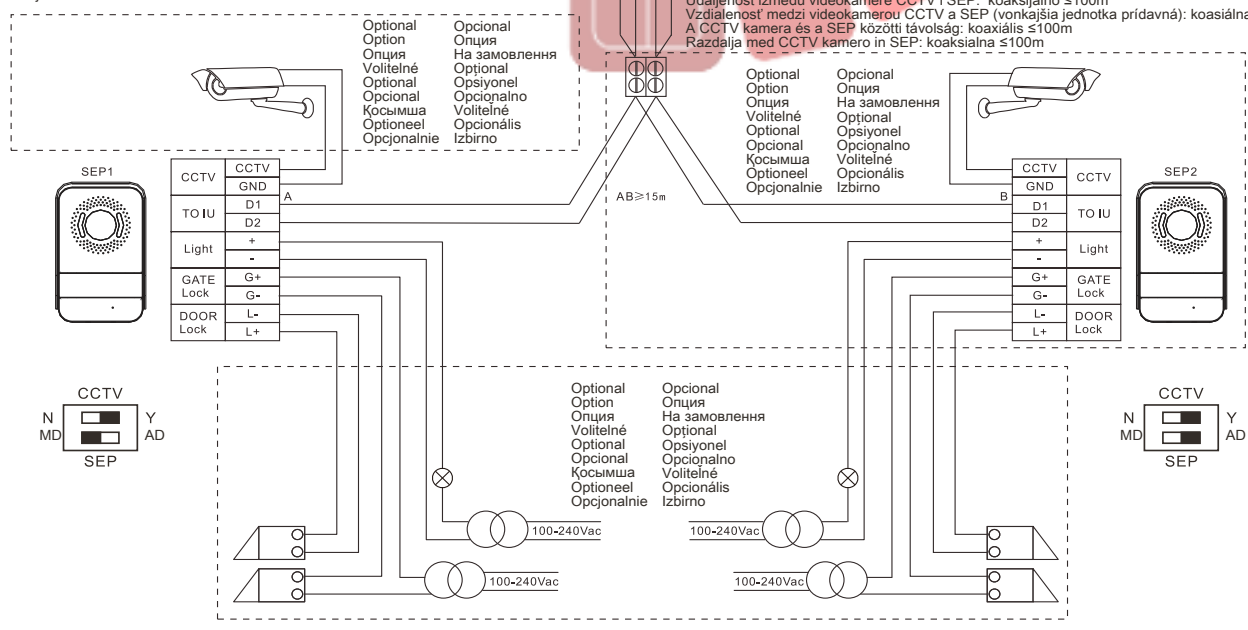 Udaljenost između videokamere CCTV i SEP: koaksijalno ≤100m
Vzdialenosť medzi videokamerou CCTV a SEP (vonkajšia jednotka prídavná): koasiálna
A CCTV kamera és a SEP közötti távolság: koaxiális ≤100m
Razdalja med CCTV kamero in SEP: koaksialna ≤100m
Optional Opcional
Option Опция
Опция На замовлення
Volitelné Opțional
Optional Opsiyonel
Opcional Opcionalno
Қосымша Volitelné
Optioneel Opcionális
Opcjonalnie Izbirno
Optional Opcional
Option Опция
Опция На замовлення
Volitelné Opțional
Optional Opsiyonel
Opcional Opcionalno
Қосымша Voliteľné
Optioneel Opcionális
Opcjonalnie Izbirno
SEP1
CCTV
CCTV
GND
TO IU
D1
D2
Light
+
-
GATE Lock
G+
G-
DOOR Lock
L-
L+
A
AB≥15m
B
CCTV
GND
CCTV
D1
D2
TO IU
+
-
Light
G+
G-
GATE Lock
L-
L+
DOOR Lock
SEP2
CCTV
N Y
MD AD
SEP
Optional Opcional
Option Опция
Опция На замовлення
Volitelné Opțional
Optional Opsiyonel
Opcional Opcionalno
Қосымша Voliteľné
Optioneel Opcionális
Opcjonalnie Izbirno
CCTV
N Y
MD AD
SEP
100-240Vac
100-240Vac
100-240Vac
100-240Vac